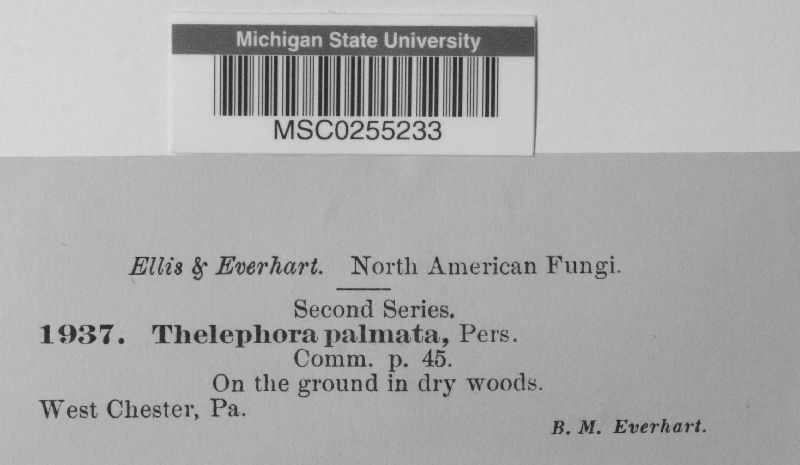 Michigan State University
MSC0255233
Ellis & Everhart. North American Fungi.
Second Series.
1937. Thelephora palmata, Pers.
Comm. p. 45.
On the ground in dry woods.
West Chester, Pa.
B. M. Everhart.